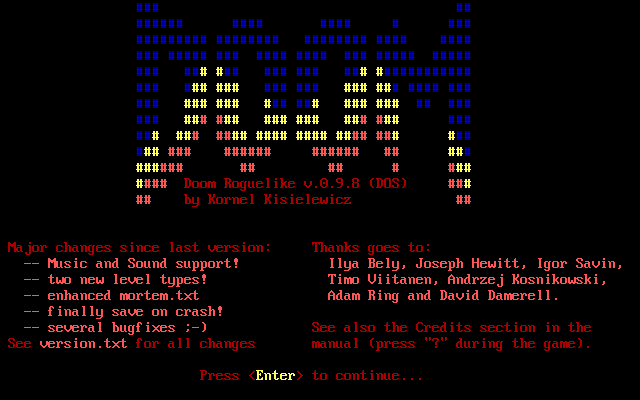 Doom Roguelike v.0.9.8 (DOS)
by Kornel Kisielewicz
Major changes since last version:
-- Music and Sound support!
-- two new level types!
-- enhanced mortem.txt
-- finally save on crash!
-- several bugfixes ;-)
See version.txt for all changes
Thanks goes to:
Ilya Bely, Joseph Hewitt, Igor Savin,
Timo Viitanen, Andrzej Kosnikowski,
Adam Ring and David Damerell.
See also the Credits section in the
manual (press "?" during the game).
Press <Enter> to continue...